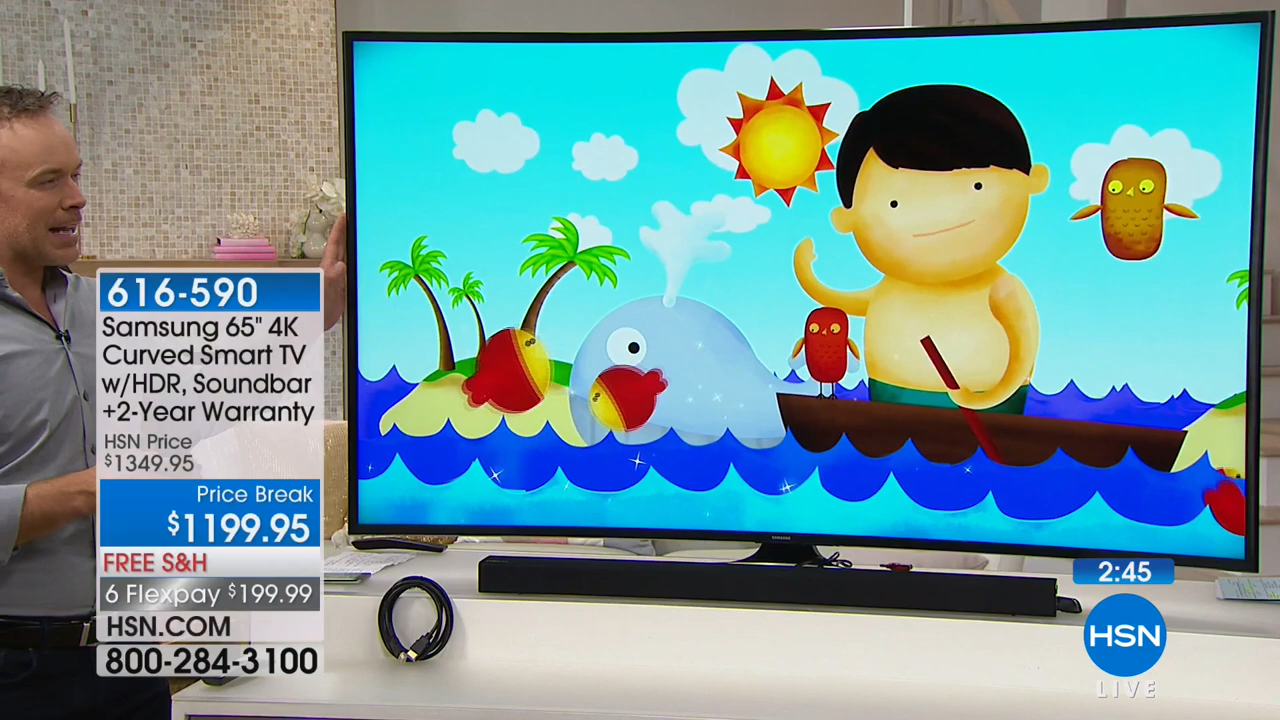 616-590
Samsung 65" 4K
Curved Smart TV
w/HDR, Soundbar
+2-Year Warranty
HSN Price
$1349.95
Price Break
$1199.95
FREE S&H
6 Flexpay $199.99
HSN.COM
800-284-3100
SAMSUNG
2:45
HSN
LIVE